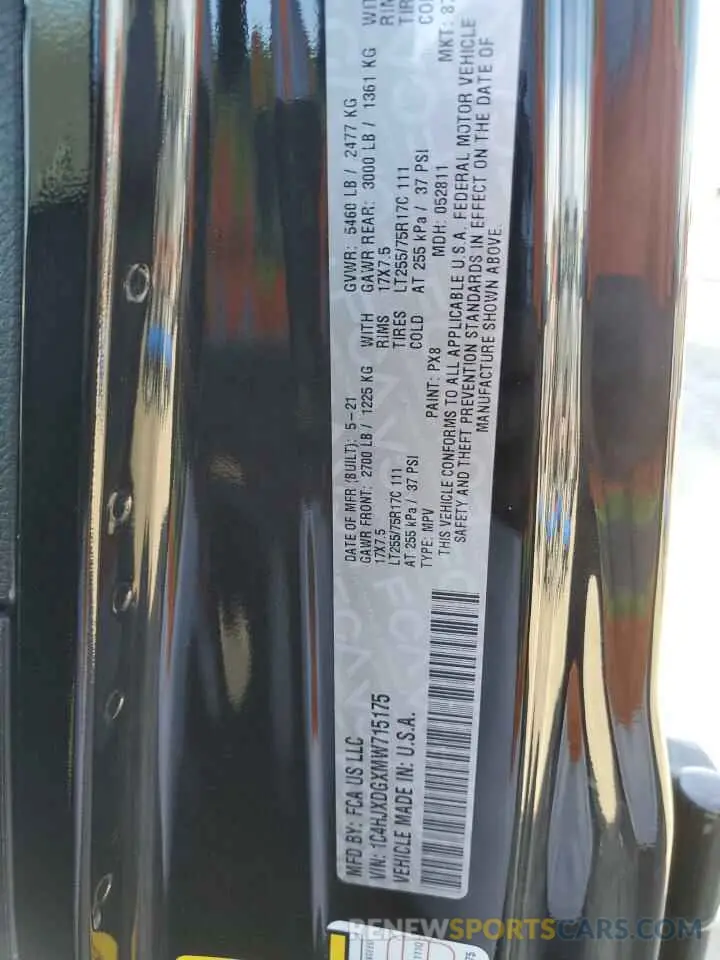 MFD BY: FCA US LLC
DATE OF MFR (BUILT): 5-21
GVWR: 5460 LB / 2477 KG
VIN: 1C4HJXDGXMW715175
GAWR FRONT: 2700 LB / 1225 KG WITH
GAWR REAR: 3000 LB / 1361 KG WIT
VEHICLE MADE IN: U.S.A.
17X7.5 RIMS
17X7.5 RIMS
LT255/75R17C 111 TIRES
LT255/75R17C 111
AT 255 kPa / 37 PSI COLD
AT 255 kPa / 37 PSI
TYPE: MPV
PAINT: PX8
MDH: 052811
MKT:
THIS VEHICLE CONFORMS TO ALL APPLICABLE U.S.A. FEDERAL MOTOR VEHICLE
SAFETY AND THEFT PREVENTION STANDARDS IN EFFECT ON THE DATE OF
MANUFACTURE SHOWN ABOVE.
RENEWSPORTSCARS.COM